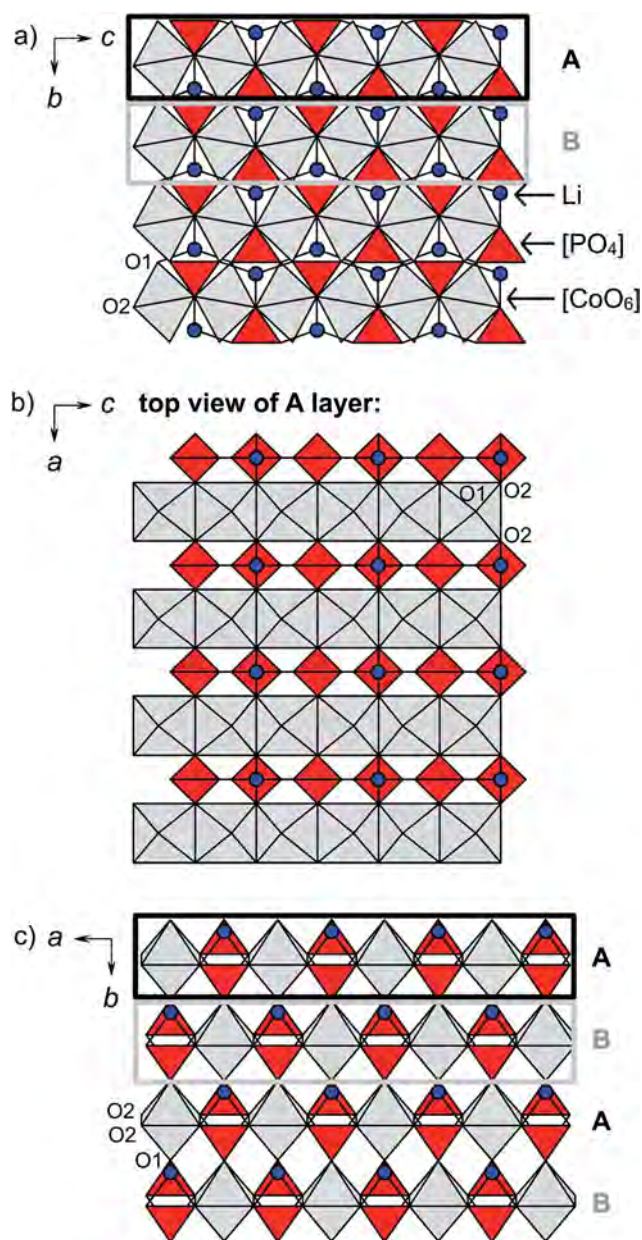 a) c
b
A
B
Li
[PO₄]
O1
O2
[CoO₆]
b) c top view of A layer:
a
O1 O2
O2
c) a
b
A
B
O2
O2
A
O1
B